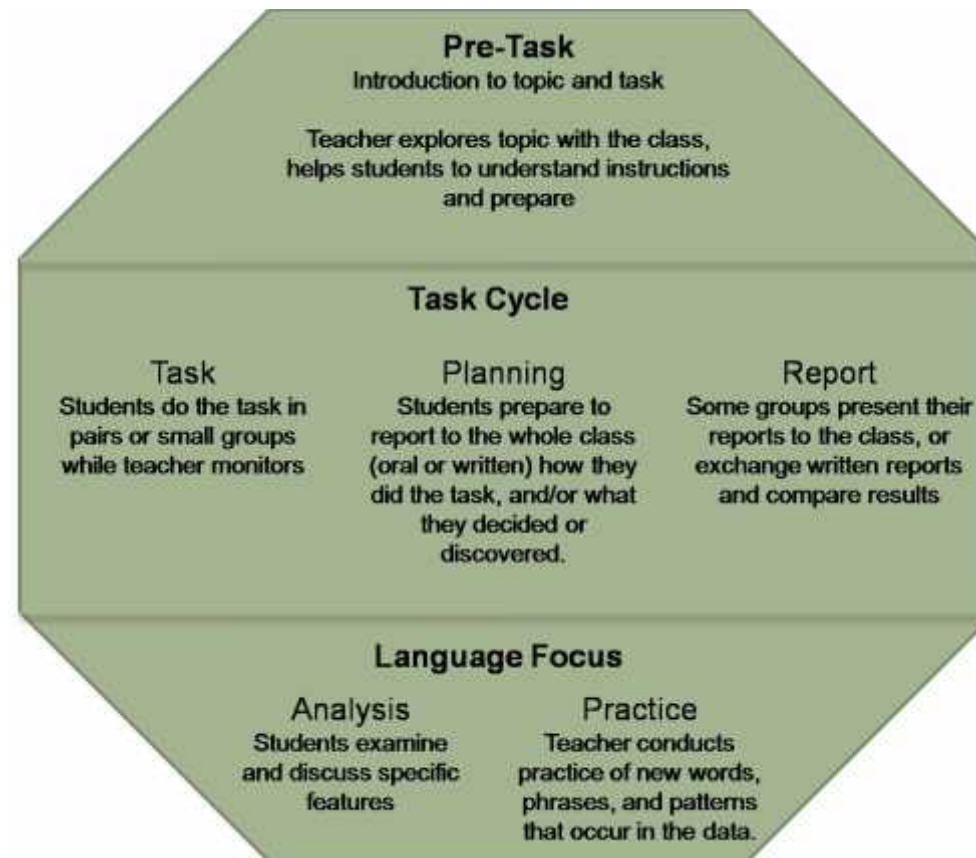 Pre-Task
Introduction to topic and task
Teacher explores topic with the class,
helps students to understand instructions
and prepare
Task Cycle
Task
Students do the task in
pairs or small groups
while teacher monitors
Planning
Students prepare to
report to the whole class
(oral or written) how they
did the task, and/or what
they decided or
discovered.
Report
Some groups present their
reports to the class, or
exchange written reports
and compare results
Language Focus
Analysis
Students examine
and discuss specific
features
Practice
Teacher conducts
practice of new words,
phrases, and patterns
that occur in the data.